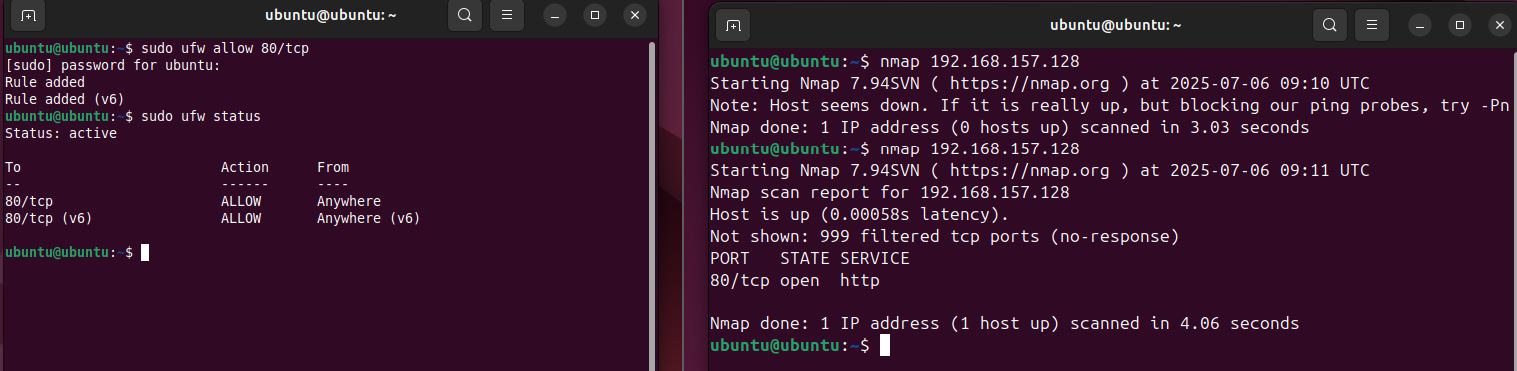 ubuntu@ubuntu: ~
ubuntu@ubuntu:~$ sudo ufw allow 80/tcp
[sudo] password for ubuntu:
Rule added
Rule added (v6)
ubuntu@ubuntu:~$ sudo ufw status
Status: active
To                         Action      From
--                         ------      ----
80/tcp                     ALLOW       Anywhere
80/tcp (v6)                ALLOW       Anywhere (v6)
ubuntu@ubuntu:~$
ubuntu@ubuntu: ~
ubuntu@ubuntu:~$ nmap 192.168.157.128
Starting Nmap 7.94SVN ( https://nmap.org ) at 2025-07-06 09:10 UTC
Note: Host seems down. If it is really up, but blocking our ping probes, try -Pn
Nmap done: 1 IP address (0 hosts up) scanned in 3.03 seconds
ubuntu@ubuntu:~$ nmap 192.168.157.128
Starting Nmap 7.94SVN ( https://nmap.org ) at 2025-07-06 09:11 UTC
Nmap scan report for 192.168.157.128
Host is up (0.00058s latency).
Not shown: 999 filtered tcp ports (no-response)
PORT   STATE SERVICE
80/tcp open  http
Nmap done: 1 IP address (1 host up) scanned in 4.06 seconds
ubuntu@ubuntu:~$